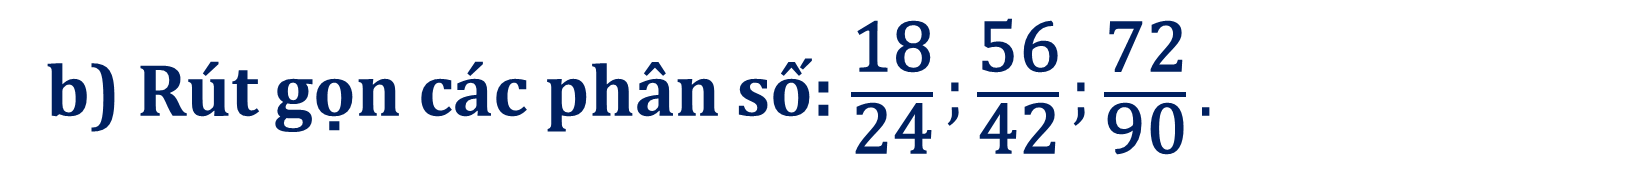 b) Rút gọn các phân số: 18/24 ; 56/42 ; 72/90 .